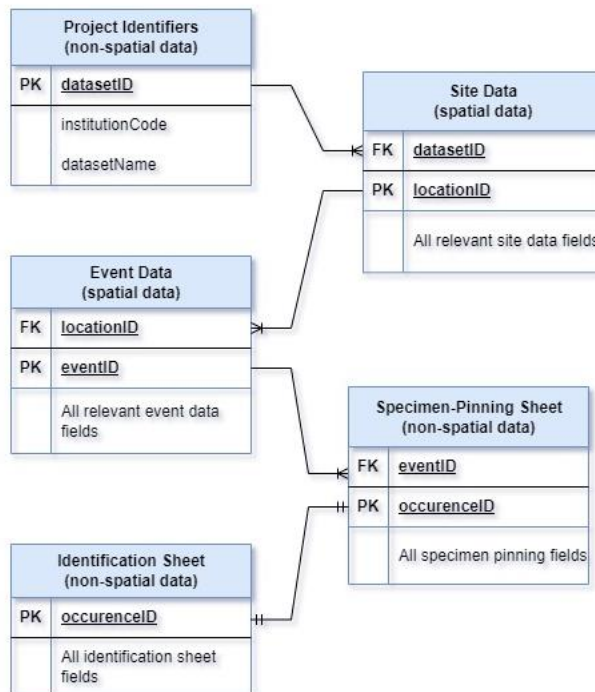 Project Identifiers
(non-spatial data)
PK datasetID
institutionCode
datasetName
Site Data
(spatial data)
FK datasetID
PK locationID
All relevant site data fields
Event Data
(spatial data)
FK locationID
PK eventID
All relevant event data
fields
Specimen-Pinning Sheet
(non-spatial data)
FK eventID
PK occurenceID
All specimen pinning fields
Identification Sheet
(non-spatial data)
PK occurenceID
All identification sheet
fields